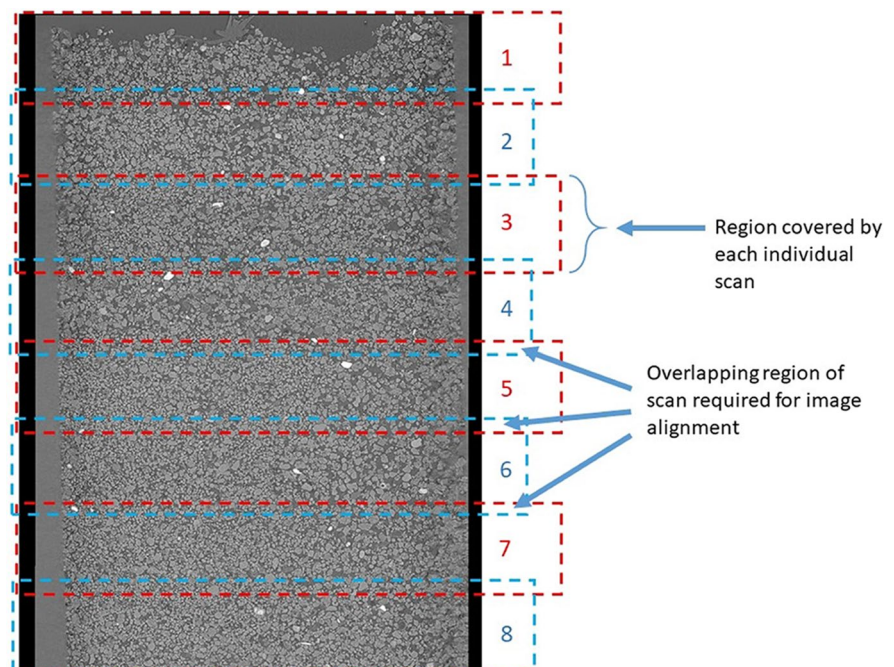 1
2
3
Region covered by
each individual
scan
4
5
Overlapping region of
scan required for image
alignment
6
7
8